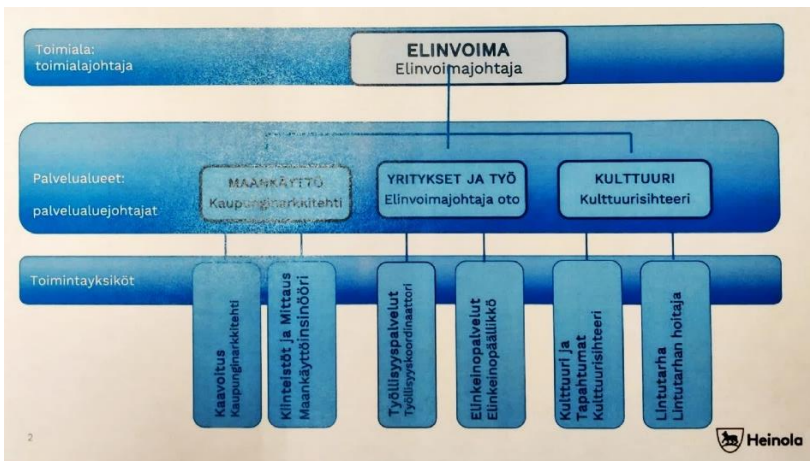 Toimiala:
toimialajohtaja
ELINVOIMA
Elinvoimajohtaja
Palvelualueet:
palvelualuejohtajat
MAANKÄYTTÖ
Kaupunginarkkitehti
YRITYKSET JA TYÖ
Elinvoimajohtaja oto
KULTTUURI
Kulttuurisihteeri
Toimintayksiköt
Kaavoitus
Kaupunginarkkitehti
Kiinteistöt ja Mittaus
Maankäyttöinsinööri
Työllisyyspalvelut
Työllisyyskoordinaattori
Elinkeinopalvelut
Elinkeinopäällikkö
Kulttuuri ja
Tapahtumat
Kulttuurisihteeri
Lintutarha
Lintutarhan hoitaja
2
Heinola